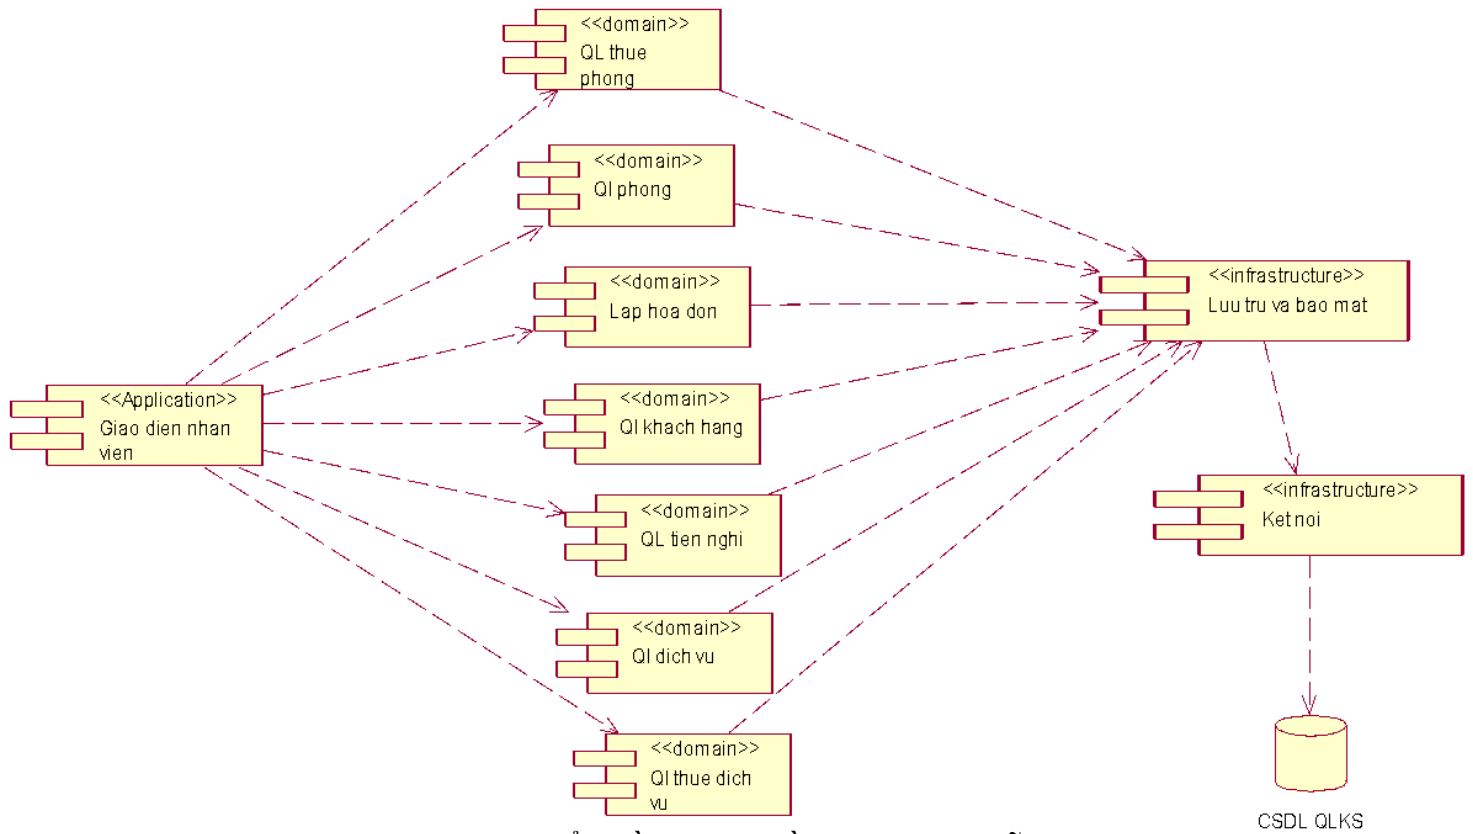 <<domain>>
QL thue
phong
<<domain>>
Ql phong
<<domain>>
Lap hoa don
<<infrastructure>>
Luu tru va bao mat
<<Application>>
Giao dien nhan
vien
<<domain>>
Ql khach hang
<<domain>>
QL tien nghi
<<infrastructure>>
Ket noi
<<domain>>
Ql dich vu
<<domain>>
Ql thue dich
vu
CSDL QLKS